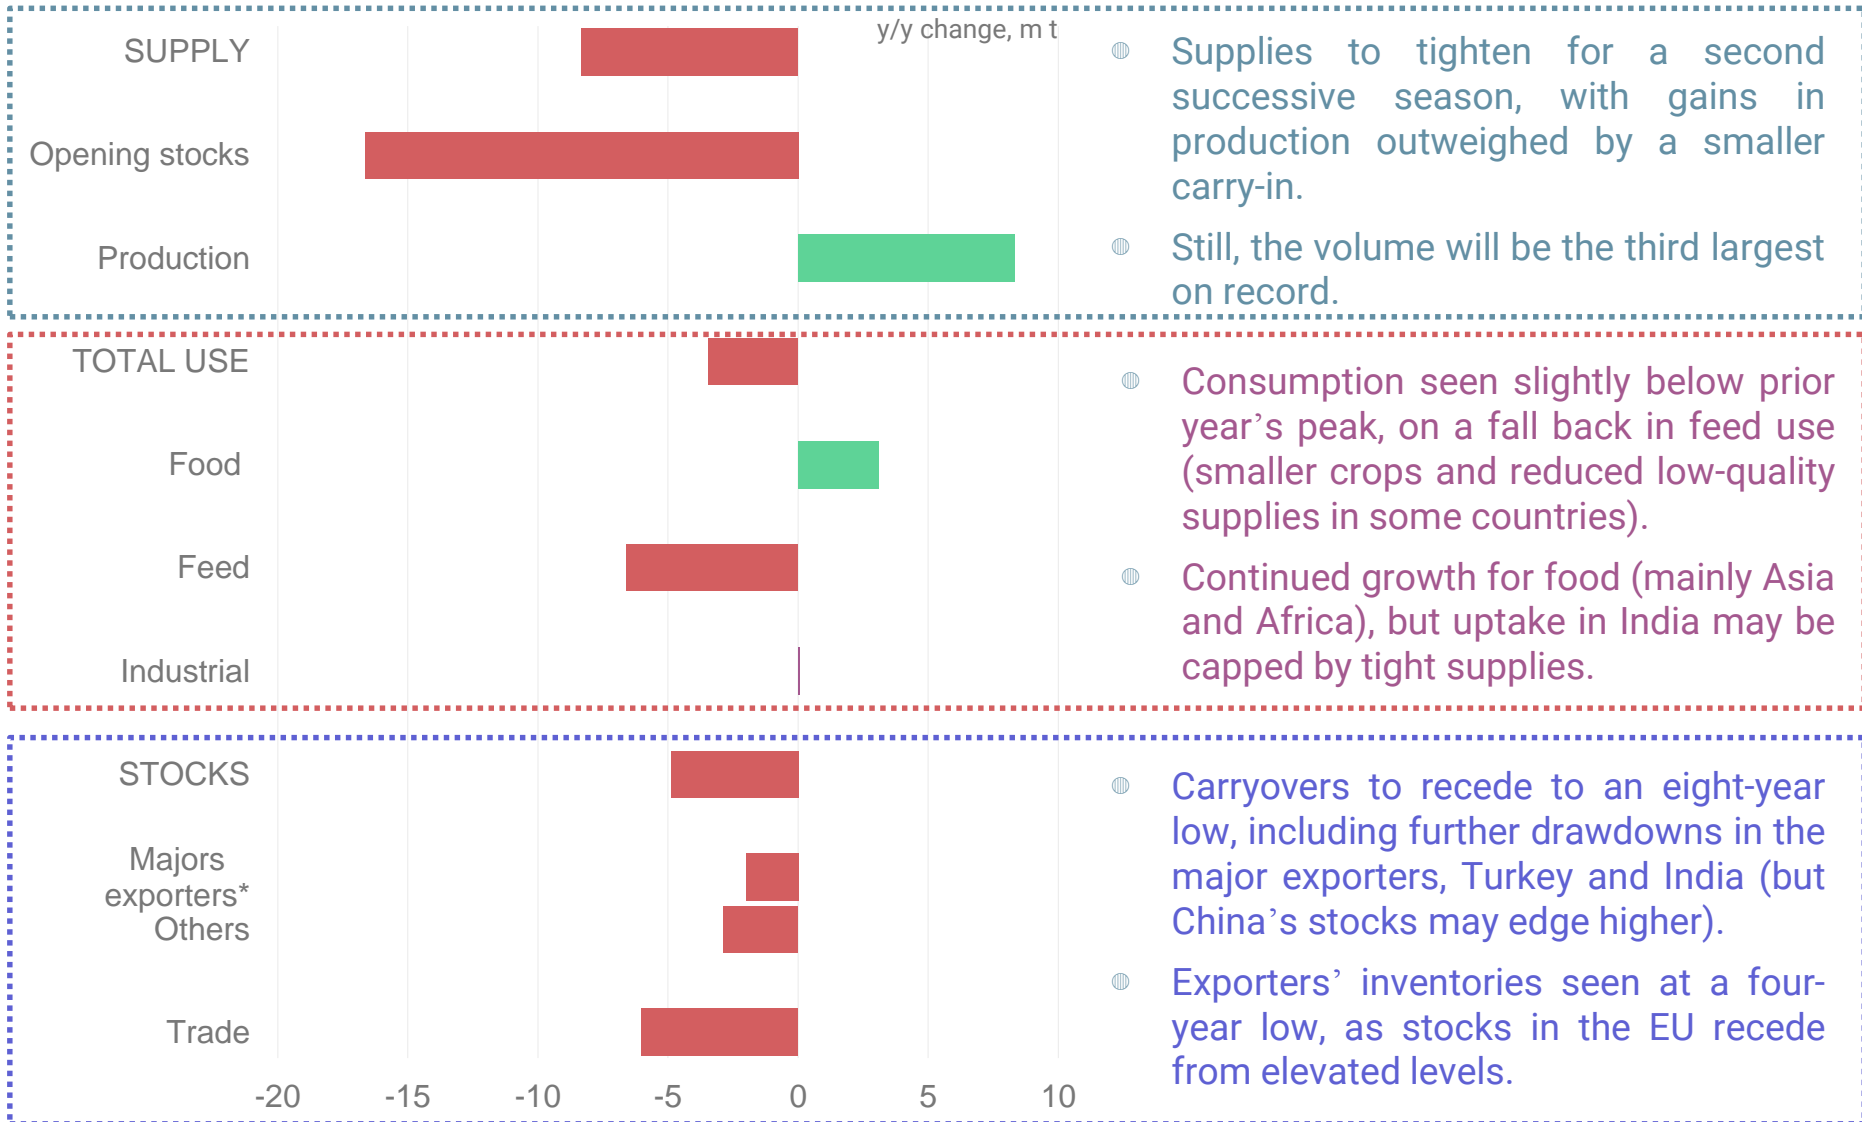 y/y change, m t
SUPPLY
Opening stocks
Production
Supplies to tighten for a second
successive season, with gains in
production outweighed by a smaller
carry-in.
Still, the volume will be the third largest
on record.
TOTAL USE
Food
Feed
Industrial
Consumption seen slightly below prior
year’s peak, on a fall back in feed use
(smaller crops and reduced low-quality
supplies in some countries).
Continued growth for food (mainly Asia
and Africa), but uptake in India may be
capped by tight supplies.
STOCKS
Majors
exporters*
Others
Trade
Carryovers to recede to an eight-year
low, including further drawdowns in the
major exporters, Turkey and India (but
China’s stocks may edge higher).
Exporters’ inventories seen at a four-
year low, as stocks in the EU recede
from elevated levels.
-20 -15 -10 -5 0 5 10